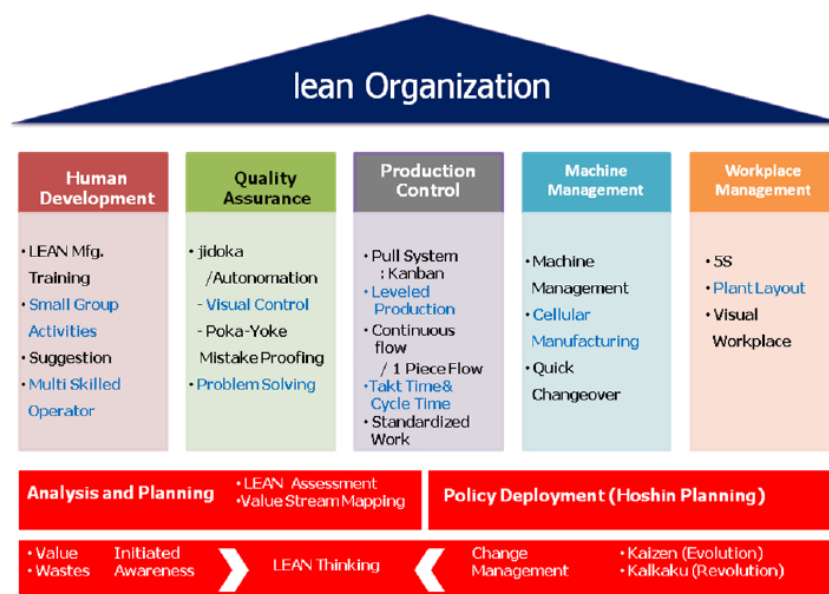 lean Organization
Human
Development
• LEAN Mfg.
Training
• Small Group
Activities
• Suggestion
• Multi Skilled
Operator
Quality
Assurance
• jidoka
/Autonomation
- Visual Control
- Poka-Yoke
Mistake Proofing
• Problem Solving
Production
Control
• Pull System
: Kanban
• Leveled
Production
• Continuous
flow
/ 1 Piece Flow
•Takt Time&
Cycle Time
• Standardized
Work
Machine
Management
• Machine
Management
• Cellular
Manufacturing
• Quick
Changeover
Workplace
Management
• 5S
• Plant Layout
• Visual
Workplace
Analysis and Planning
• LEAN Assessment
• Value Stream Mapping
Policy Deployment (Hoshin Planning)
• Value
• Wastes
Initiated
Awareness
LEAN Thinking
Change
Management
• Kaizen (Evolution)
• Kalkaku (Revolution)